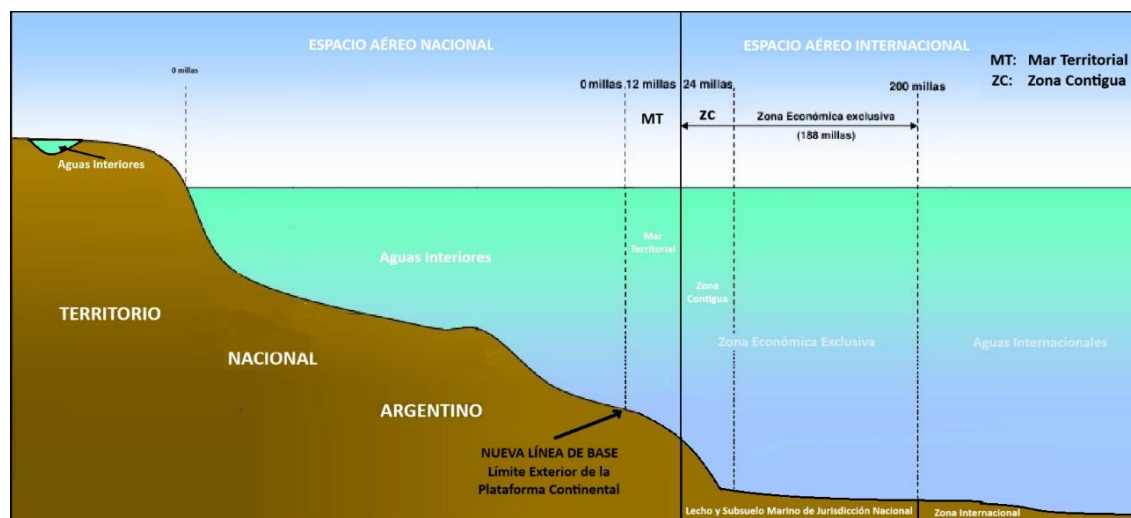 ESPACIO AÉREO NACIONAL
ESPACIO AÉREO INTERNACIONAL
MT: Mar Territorial
ZC: Zona Contigua
0 millas
0 millas 12 millas 24 millas
200 millas
MT
ZC
Zona Económica exclusiva
(188 millas)
Aguas Interiores
Aguas Interiores
Mar
Territorial
Zona
Contigua
Zona Económica Exclusiva
Aguas Internacionales
TERRITORIO
NACIONAL
ARGENTINO
NUEVA LÍNEA DE BASE
Límite Exterior de la
Plataforma Continental
Lecho y Subsuelo Marino de Jurisdicción Nacional
Zona Internacional